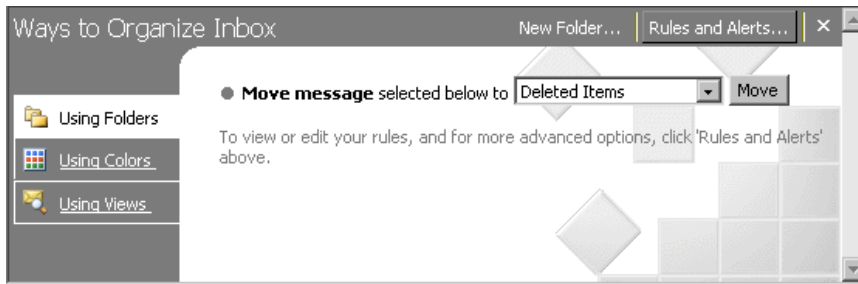 Ways to Organize Inbox New Folder... Rules and Alerts...
Move message selected below to Deleted Items Move
Using Folders
To view or edit your rules, and for more advanced options, click 'Rules and Alerts'
above.
Using Colors
Using Views